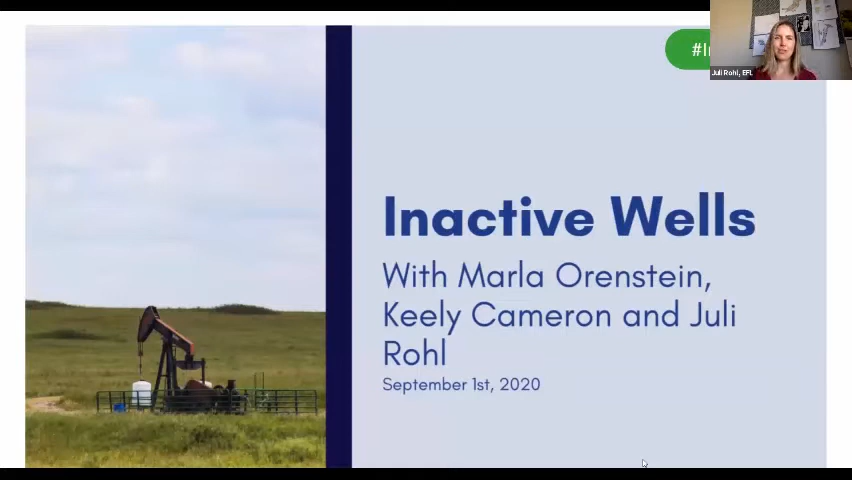 #I
Juli Rohl, EFL
Inactive Wells
With Marla Orenstein,
Keely Cameron and Juli
Rohl
September 1st, 2020